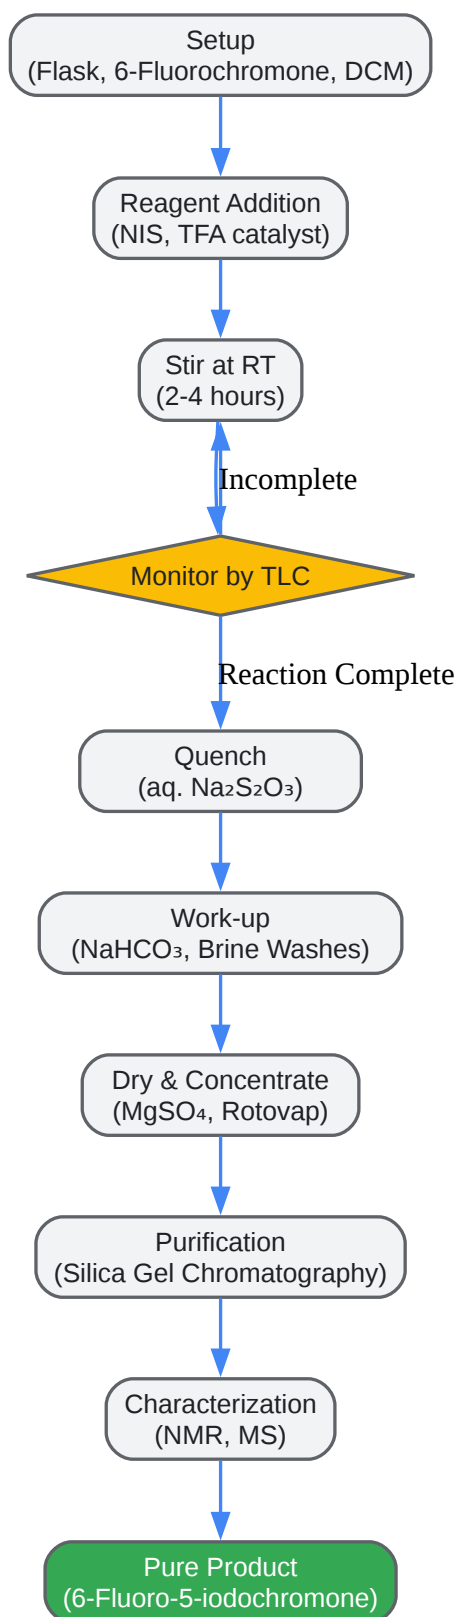 Setup
(Flask, 6-Fluorochromone, DCM)
Reagent Addition
(NIS, TFA catalyst)
Stir at RT
(2-4 hours)
Incomplete
Monitor by TLC
Reaction Complete
Quench
(aq. Na₂S₂O₃)
Work-up
(NaHCO₃, Brine Washes)
Dry & Concentrate
(MgSO₄, Rotovap)
Purification
(Silica Gel Chromatography)
Characterization
(NMR, MS)
Pure Product
(6-Fluoro-5-iodochromone)